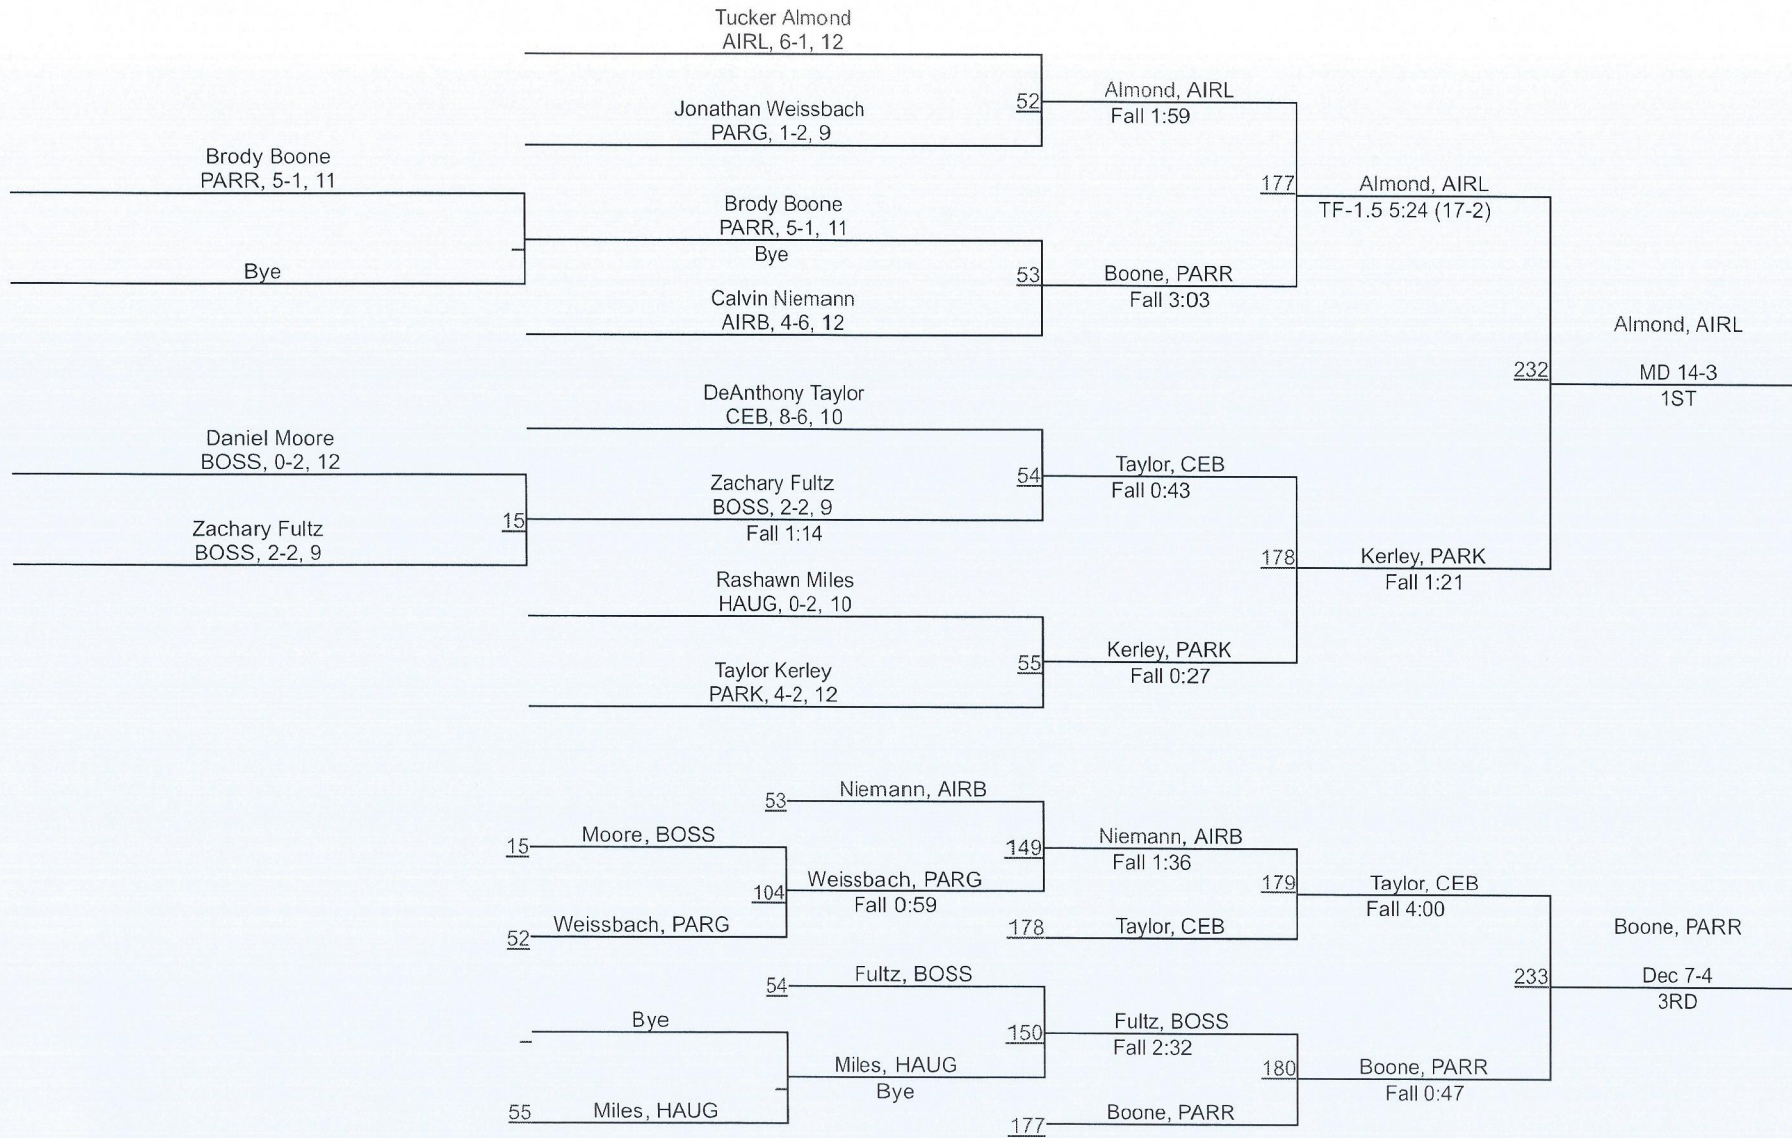 Tucker Almond
AIRL, 6-1, 12
52
Almond, AIRL
Fall 1:59
Jonathan Weissbach
PARG, 1-2, 9
Brody Boone
PARR, 5-1, 11
177
Almond, AIRL
TF-1.5 5:24 (17-2)
Brody Boone
PARR, 5-1, 11
Bye
Bye
53
Boone, PARR
Fall 3:03
Calvin Niemann
AIRB, 4-6, 12
Almond, AIRL
232
MD 14-3
1ST
DeAnthony Taylor
CEB, 8-6, 10
Daniel Moore
BOSS, 0-2, 12
54
Taylor, CEB
Fall 0:43
Zachary Fultz
BOSS, 2-2, 9
Fall 1:14
15
Zachary Fultz
BOSS, 2-2, 9
178
Kerley, PARK
Fall 1:21
Rashawn Miles
HAUG, 0-2, 10
55
Kerley, PARK
Fall 0:27
Taylor Kerley
PARK, 4-2, 12
53
Niemann, AIRB
15
Moore, BOSS
149
Niemann, AIRB
Fall 1:36
104
Weissbach, PARG
Fall 0:59
179
Taylor, CEB
Fall 4:00
52
Weissbach, PARG
178
Taylor, CEB
Boone, PARR
54
Fultz, BOSS
233
Dec 7-4
3RD
Bye
150
Fultz, BOSS
Fall 2:32
Miles, HAUG
Bye
180
Boone, PARR
Fall 0:47
55
Miles, HAUG
177
Boone, PARR